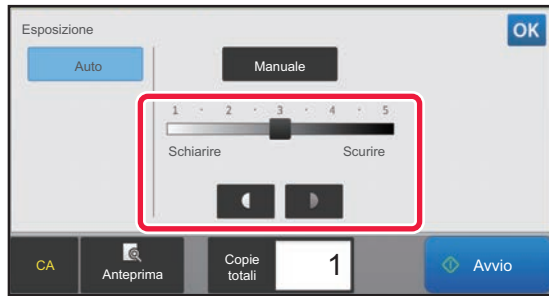 Esposizione
OK
Auto
Manuale
1 · 2 · 3 · 4 · 5
Schiarire Scurire
CA
Anteprima
Copie
totali
1
Avvio